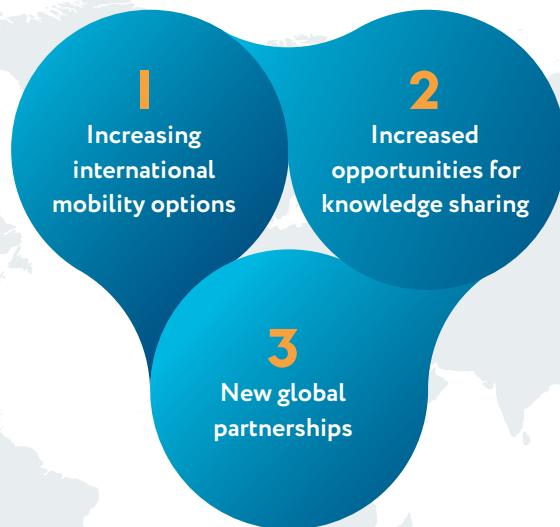 1
Increasing
international
mobility options
2
Increased
opportunities for
knowledge sharing
3
New global
partnerships